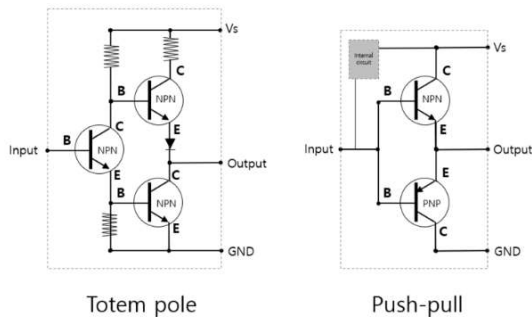 Vs
C
B
NPN
C
E
B
Input
NPN
Output
E
C
B
NPN
E
GND
Totem pole
Internal
circuit
Vs
C
B
NPN
E
Input
Output
E
B
PNP
C
GND
Push-pull